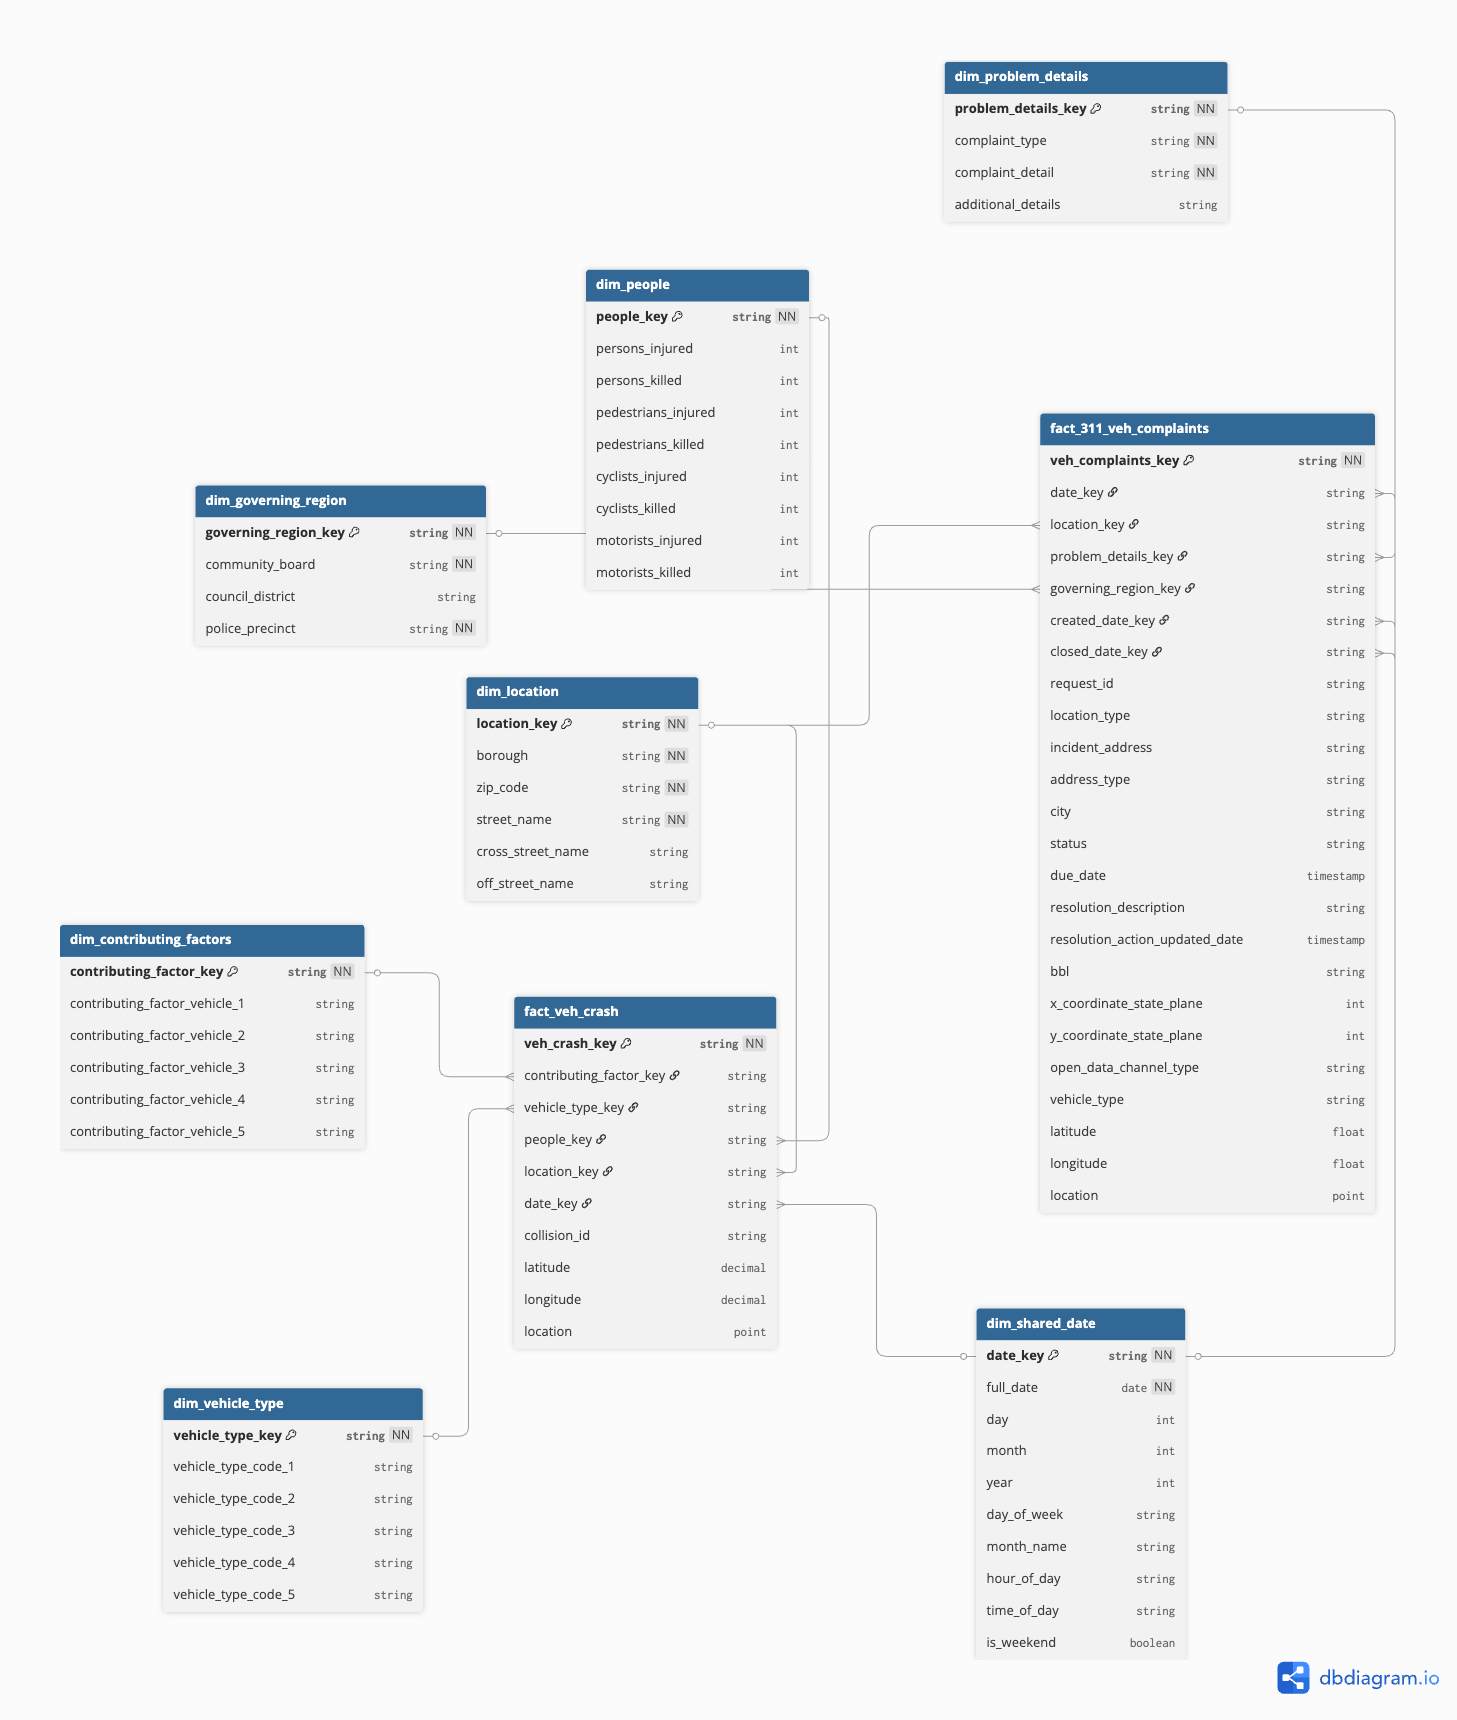 dim_problem_details
problem_details_key string NN
complaint_type string NN
complaint_detail string NN
additional_details string
dim_people
people_key string NN
persons_injured int
persons_killed int
pedestrians_injured int
pedestrians_killed int
cyclists_injured int
cyclists_killed int
motorists_injured int
motorists_killed int
fact_311_veh_complaints
veh_complaints_key string NN
date_key string
location_key string
problem_details_key string
governing_region_key string
created_date_key string
closed_date_key string
request_id string
location_type string
incident_address string
address_type string
city string
status string
due_date timestamp
resolution_description string
resolution_action_updated_date timestamp
bbl string
x_coordinate_state_plane int
y_coordinate_state_plane int
open_data_channel_type string
vehicle_type string
latitude float
longitude float
location point
dim_governing_region
governing_region_key string NN
community_board string NN
council_district string
police_precinct string NN
dim_location
location_key string NN
borough string NN
zip_code string NN
street_name string NN
cross_street_name string
off_street_name string
dim_contributing_factors
contributing_factor_key string NN
contributing_factor_vehicle_1 string
contributing_factor_vehicle_2 string
contributing_factor_vehicle_3 string
contributing_factor_vehicle_4 string
contributing_factor_vehicle_5 string
fact_veh_crash
veh_crash_key string NN
contributing_factor_key string
vehicle_type_key string
people_key string
location_key string
date_key string
collision_id string
latitude decimal
longitude decimal
location point
dim_shared_date
date_key string NN
full_date date NN
day int
month int
year int
day_of_week string
month_name string
hour_of_day string
time_of_day string
is_weekend boolean
dim_vehicle_type
vehicle_type_key string NN
vehicle_type_code_1 string
vehicle_type_code_2 string
vehicle_type_code_3 string
vehicle_type_code_4 string
vehicle_type_code_5 string
dbdiagram.io